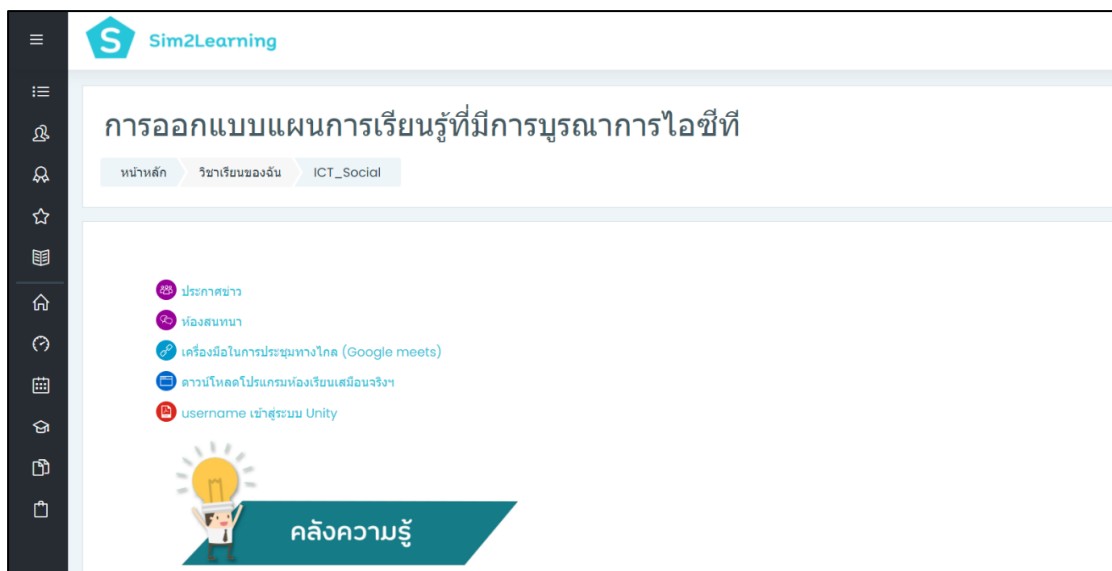 S Sim2Learning
การออกแบบแผนการเรียนรู้ที่มีการบูรณาการไอซีที
หน้าหลัก วิชาเรียนของฉัน ICT_Social
ประกาศข่าว
ห้องสนทนา
เครื่องมือในการประชุมทางไกล (Google meets)
ดาวน์โหลดโปรแกรมห้องเรียนเสมือนจริงฯ
username เข้าสู่ระบบ Unity
คลังความรู้